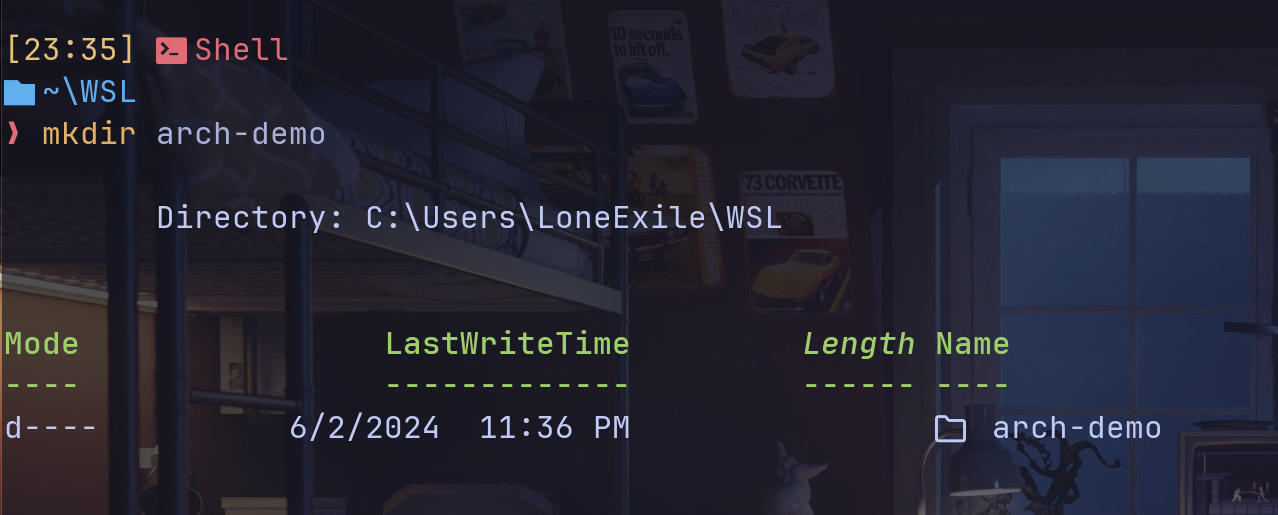 [23:35] Shell
~\WSL
❯ mkdir arch-demo
10 seconds
to lift off.
'73 CORVETTE
Directory: C:\Users\LoneExile\WSL
Mode LastWriteTime Length Name
---- ------------- ------ ----
d---- 6/2/2024 11:36 PM arch-demo